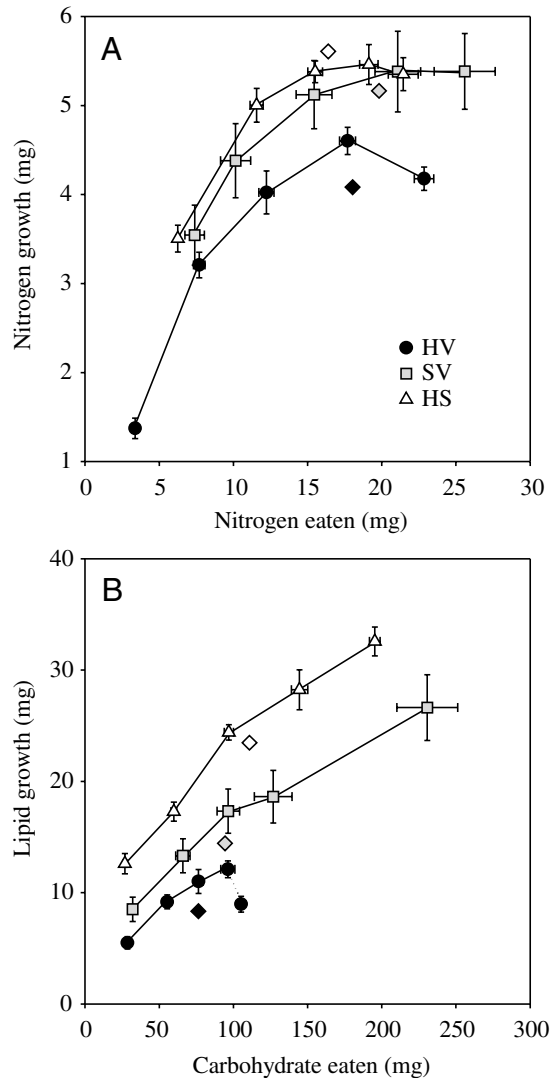 A
6
5
4
3
2
1
Nitrogen growth (mg)
HV
SV
HS
0 5 10 15 20 25 30
Nitrogen eaten (mg)
B
40
30
20
10
0
Lipid growth (mg)
0 50 100 150 200 250 300
Carbohydrate eaten (mg)